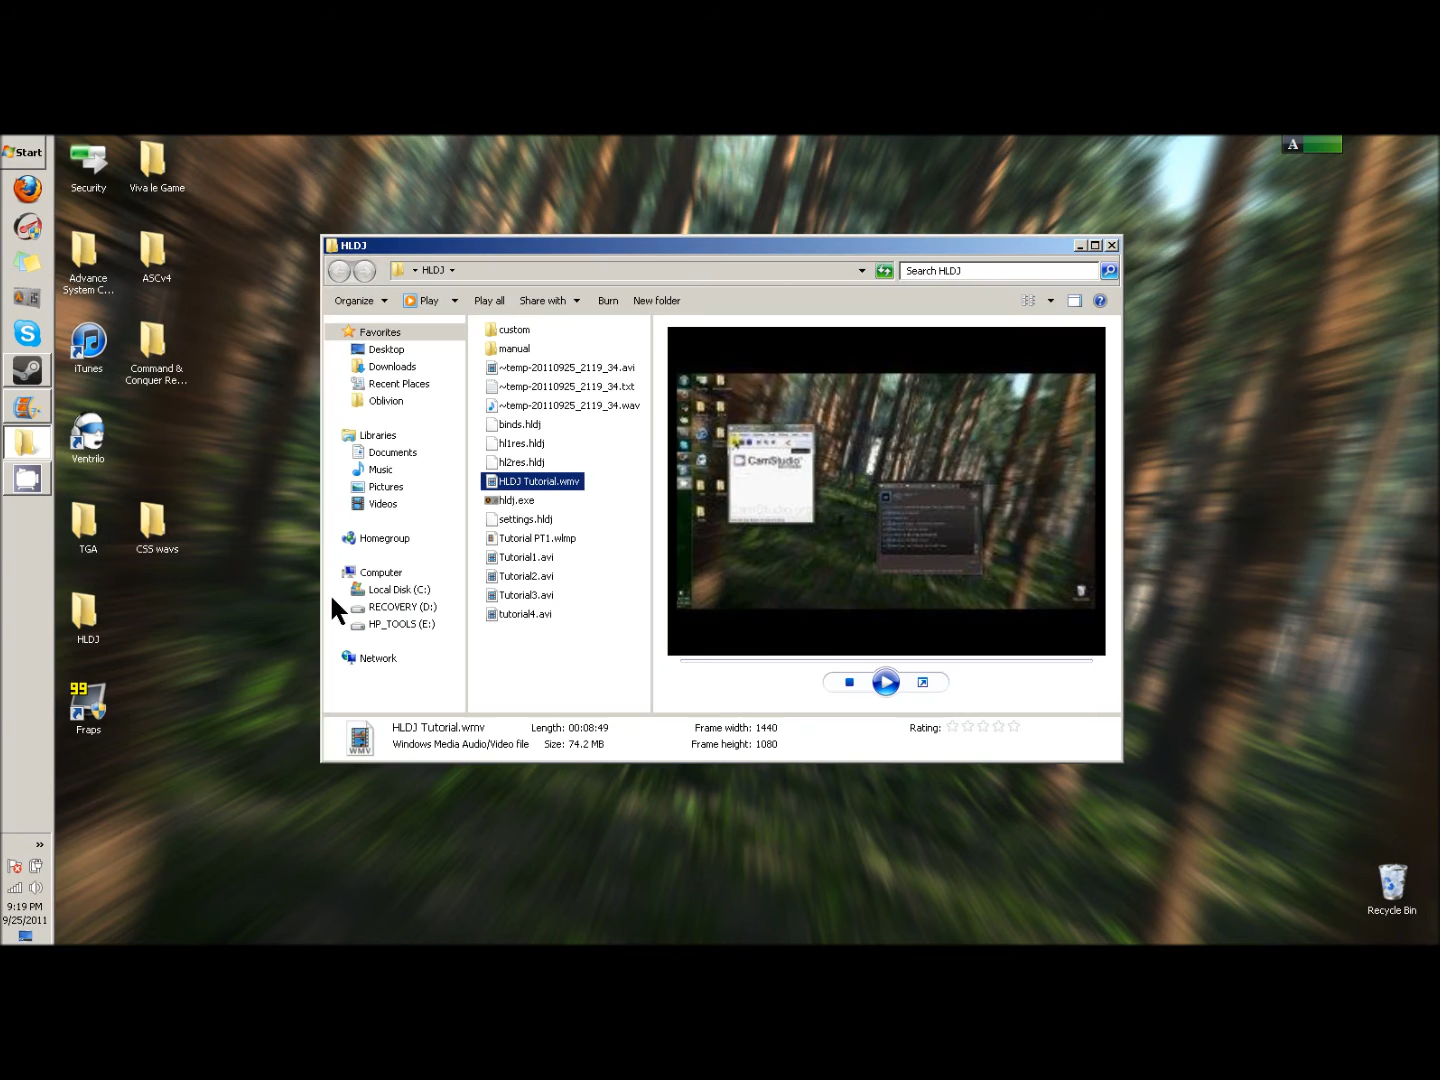 Start
Security
Viva le Game
Advance
System C...
ASCv4
iTunes
Command &
Conquer Re...
Ventrilo
TGA
CSS wavs
HLDJ
99
Fraps
»
9:19 PM
9/25/2011
A
Recycle Bin
HLDJ
HLDJ
Search HLDJ
Organize
Play
Play all
Share with
Burn
New folder
Favorites
Desktop
Downloads
Recent Places
Oblivion
Libraries
Documents
Music
Pictures
Videos
Homegroup
Computer
Local Disk (C:)
RECOVERY (D:)
HP_TOOLS (E:)
Network
custom
manual
~temp-20110925_2119_34.avi
~temp-20110925_2119_34.txt
~temp-20110925_2119_34.wav
binds.hldj
hl1res.hldj
hl2res.hldj
HLDJ Tutorial.wmv
hldj.exe
settings.hldj
Tutorial PT1.wlmp
Tutorial1.avi
Tutorial2.avi
Tutorial3.avi
tutorial4.avi
CamStudio
WMV
HLDJ Tutorial.wmv
Windows Media Audio/Video file
Length: 00:08:49
Size: 74.2 MB
Frame width: 1440
Frame height: 1080
Rating: